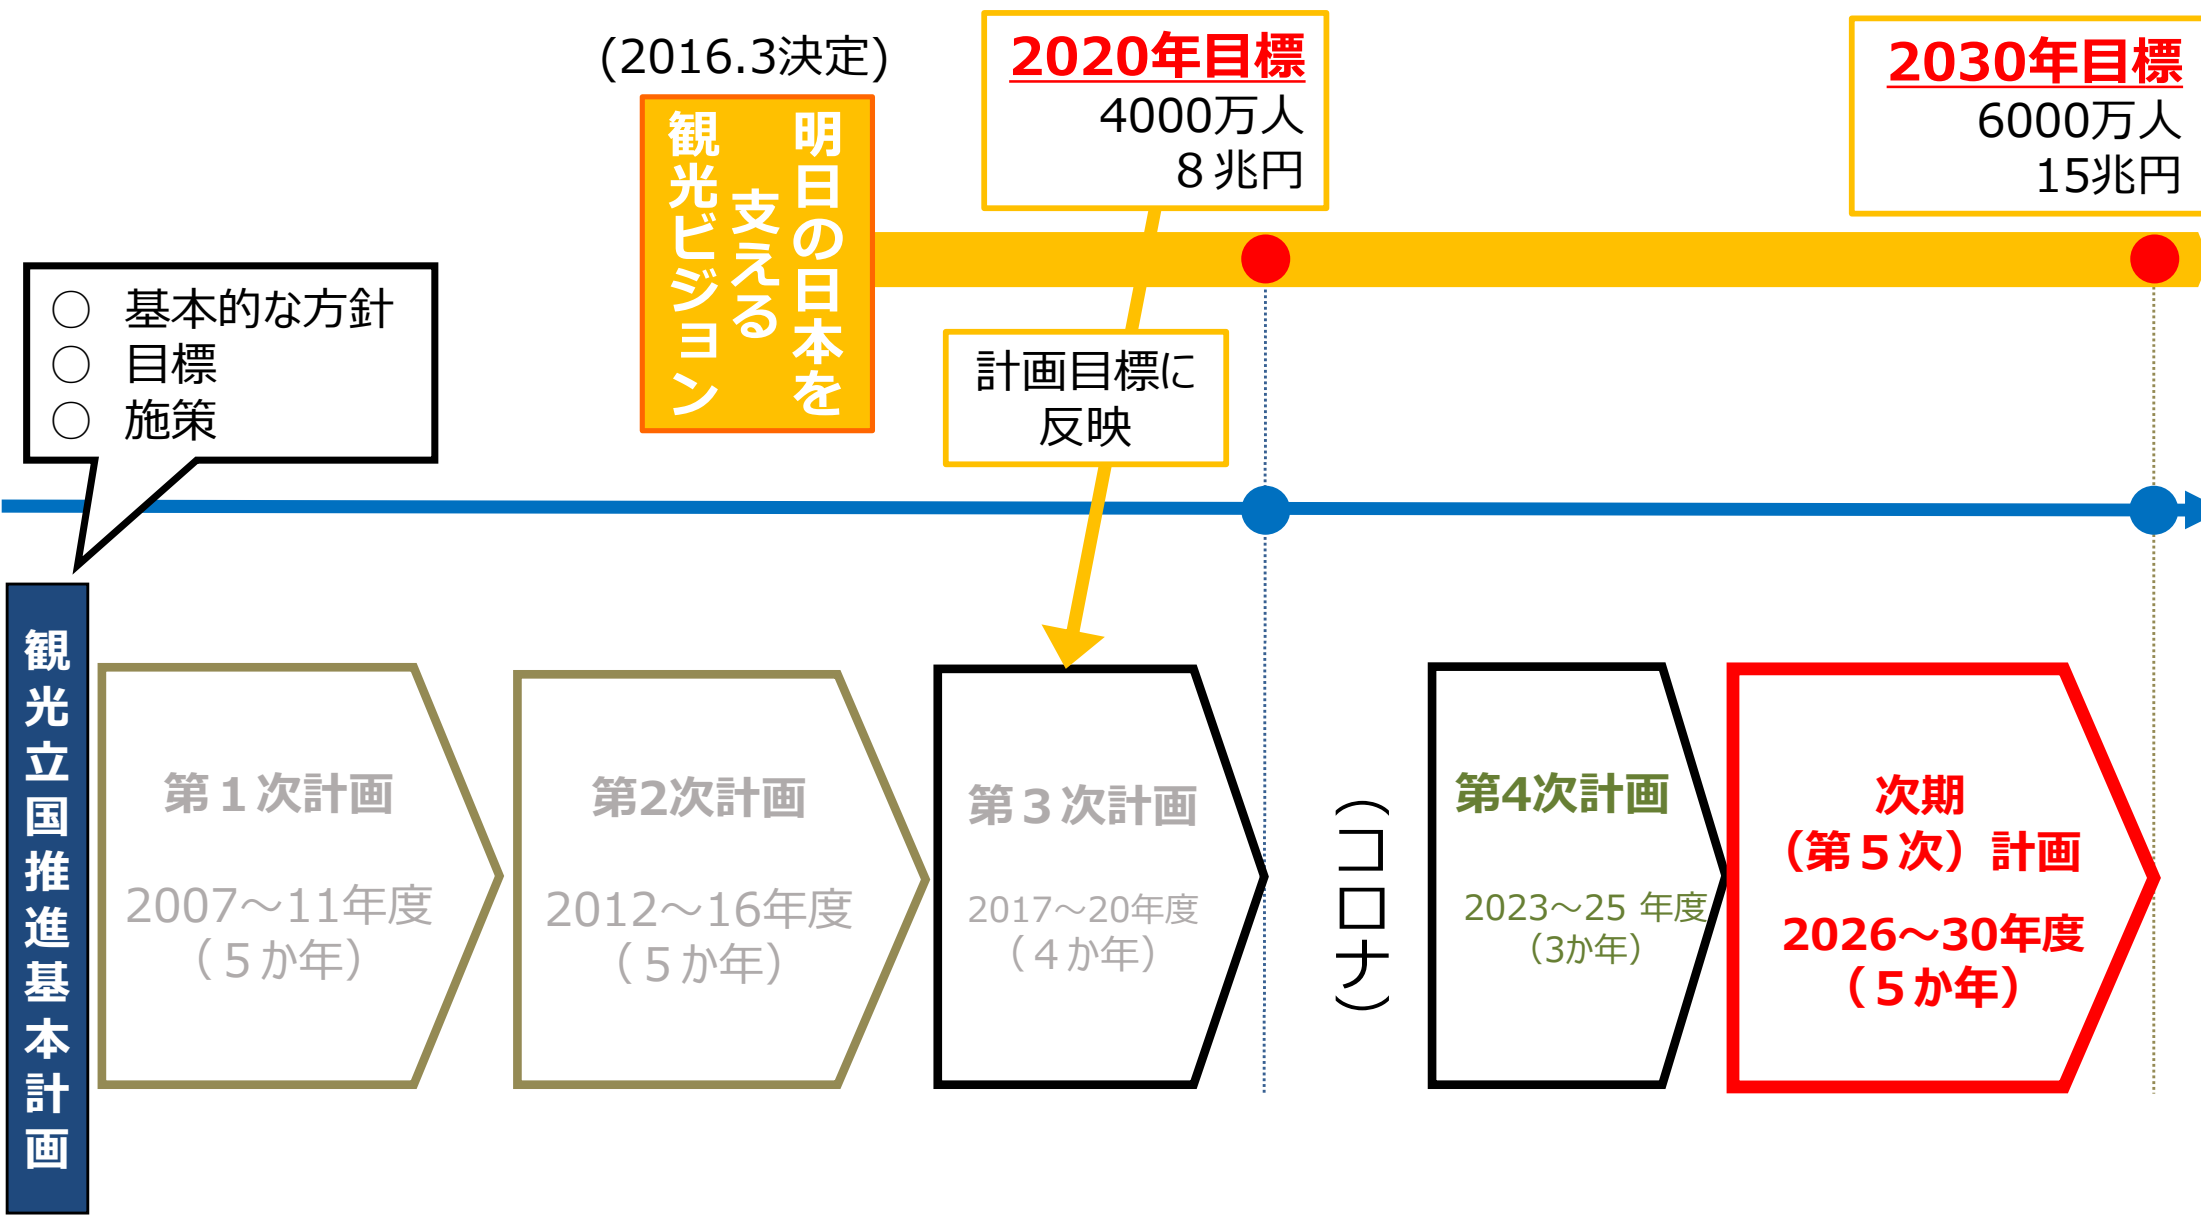 (2016.3決定)
明日の日本を
支える
観光ビジョン
2020年目標
4000万人
８兆円
2030年目標
6000万人
15兆円
○ 基本的な方針
○ 目標
○ 施策
計画目標に
反映
観光立国推進基本計画
第１次計画
2007～11年度
（５か年）
第2次計画
2012～16年度
（５か年）
第３次計画
2017～20年度
（４か年）
（コロナ）
第4次計画
2023～25 年度
（3か年）
次期
（第５次）計画
2026～30年度
（５か年）